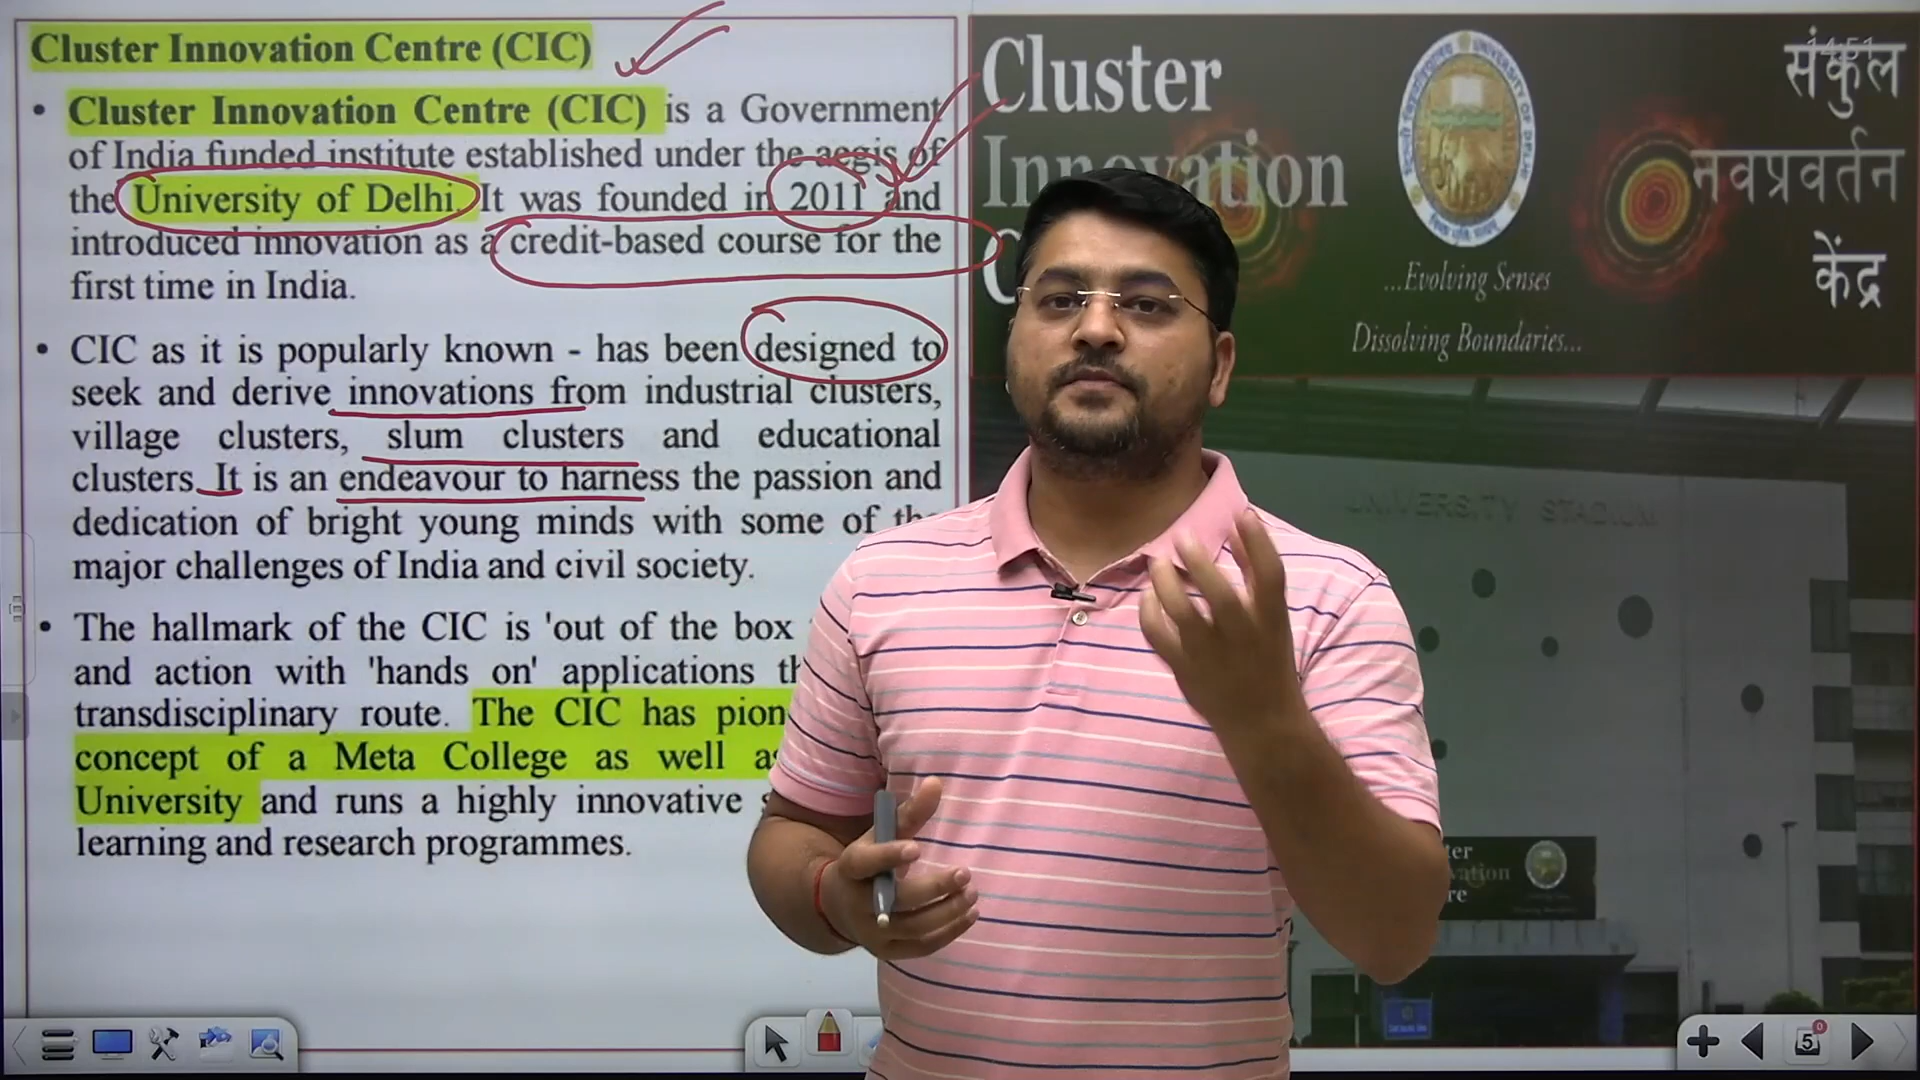 Cluster Innovation Centre (CIC)
• Cluster Innovation Centre (CIC) is a Government
of India funded institute established under the aegis of
the University of Delhi. It was founded in 2011 and
introduced innovation as a credit-based course for the
first time in India.
• CIC as it is popularly known - has been designed to
seek and derive innovations from industrial clusters,
village clusters, slum clusters and educational
clusters. It is an endeavour to harness the passion and
dedication of bright young minds with some of the
major challenges of India and civil society.
• The hallmark of the CIC is 'out of the box
and action with 'hands on' applications
transdisciplinary route. The CIC has
concept of a Meta College as well
University and runs a highly innovative
learning and research programmes.
Cluster
Innovation
संकुल
नवप्रवर्तन
केंद्र
...Evolving Senses
Dissolving Boundaries...
UNIVERSITY STADIUM
5